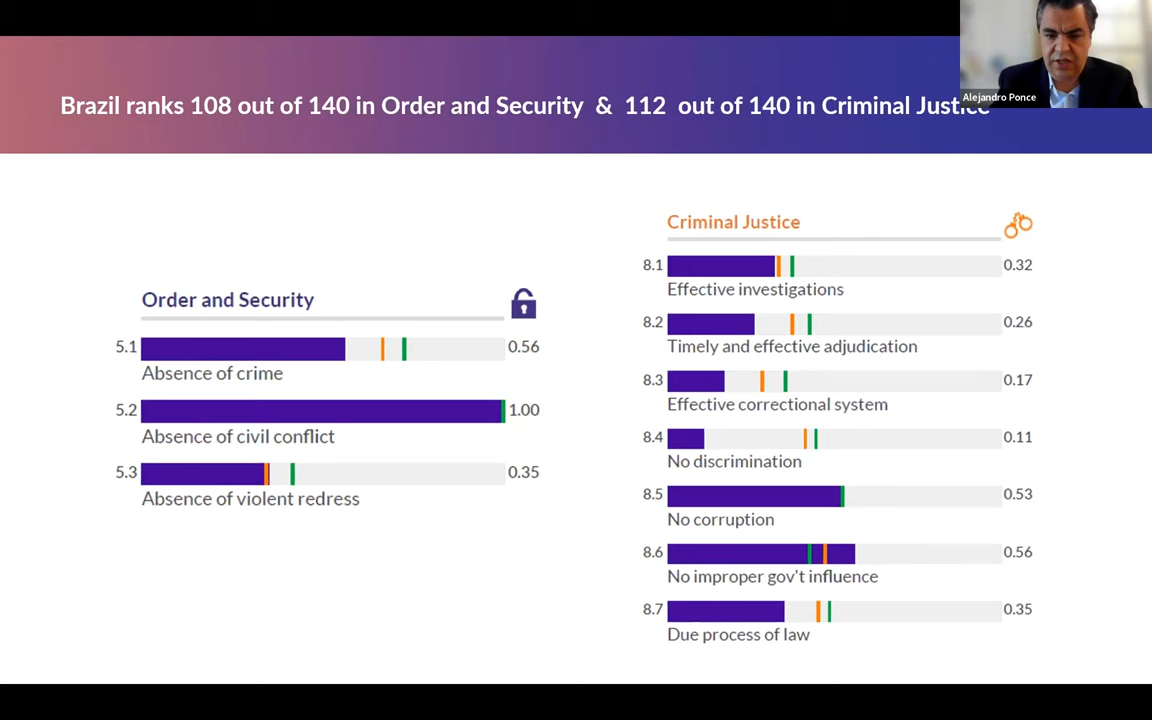 Brazil ranks 108 out of 140 in Order and Security & 112 out of 140 in Criminal Justice
Alejandro Ponce
Order and Security
5.1 0.56
Absence of crime
5.2 1.00
Absence of civil conflict
5.3 0.35
Absence of violent redress
Criminal Justice
8.1 0.32
Effective investigations
8.2 0.26
Timely and effective adjudication
8.3 0.17
Effective correctional system
8.4 0.11
No discrimination
8.5 0.53
No corruption
8.6 0.56
No improper gov't influence
8.7 0.35
Due process of law